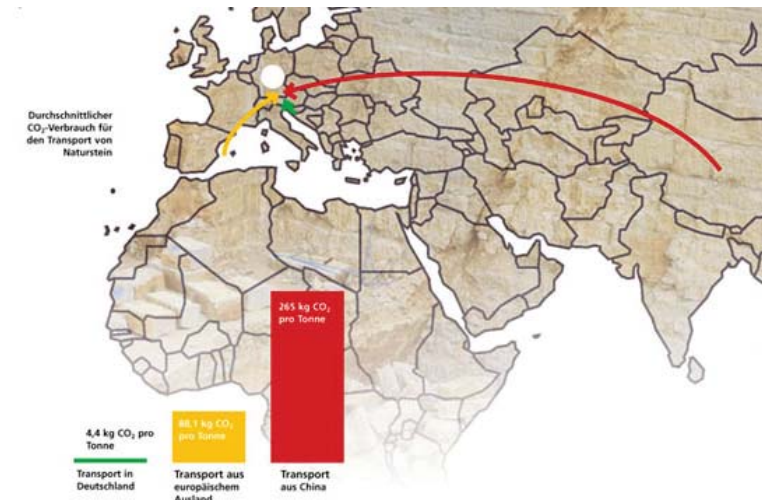 Durchschnittlicher
CO₂-Verbrauch für
den Transport von
Naturstein
265 kg CO₂
pro Tonne
88,1 kg CO₂
pro Tonne
4,4 kg CO₂ pro
Tonne
Transport in
Deutschland
Transport aus
europäischem
Ausland
Transport
aus China